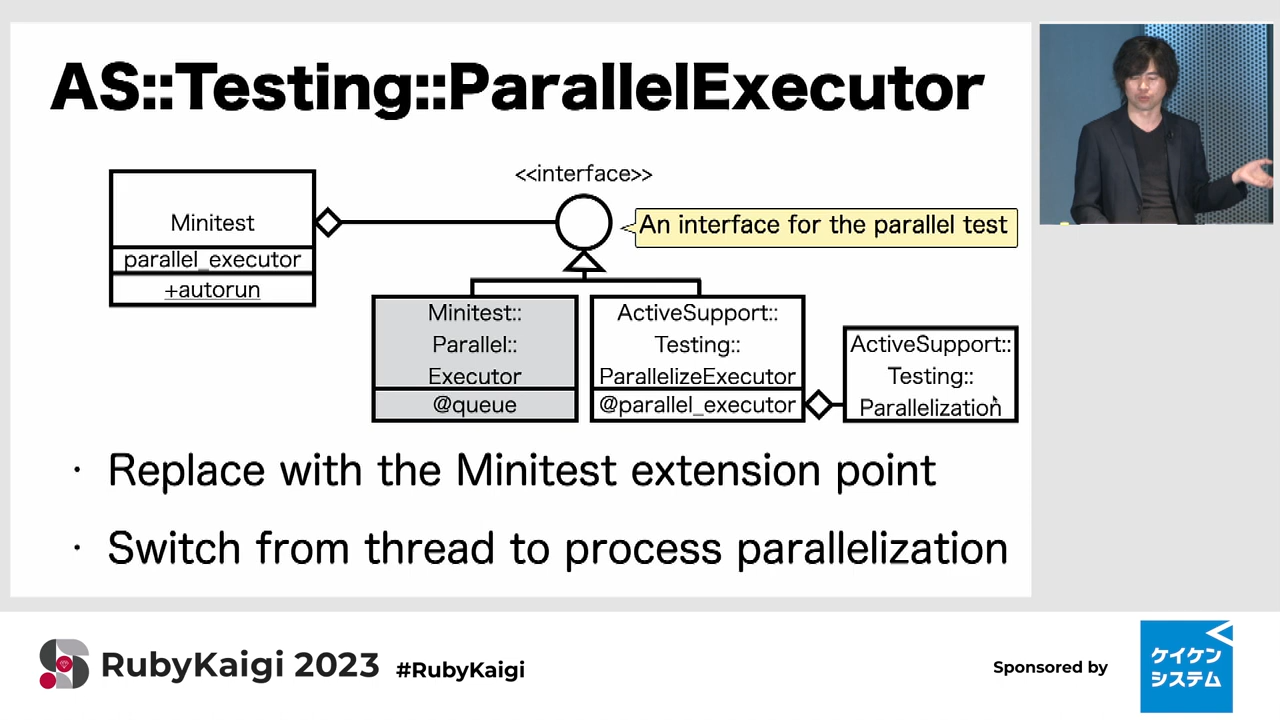 AS::Testing::ParallelExecutor
<<interface>>
Minitest
An interface for the parallel test
parallel_executor
+autorun
Minitest::
Parallel::
Executor
@queue
ActiveSupport::
Testing::
ParallelizeExecutor
@parallel_executor
ActiveSupport::
Testing::
Parallelization
・ Replace with the Minitest extension point
・ Switch from thread to process parallelization
RubyKaigi 2023 #RubyKaigi
Sponsored by
ケイケン
システム